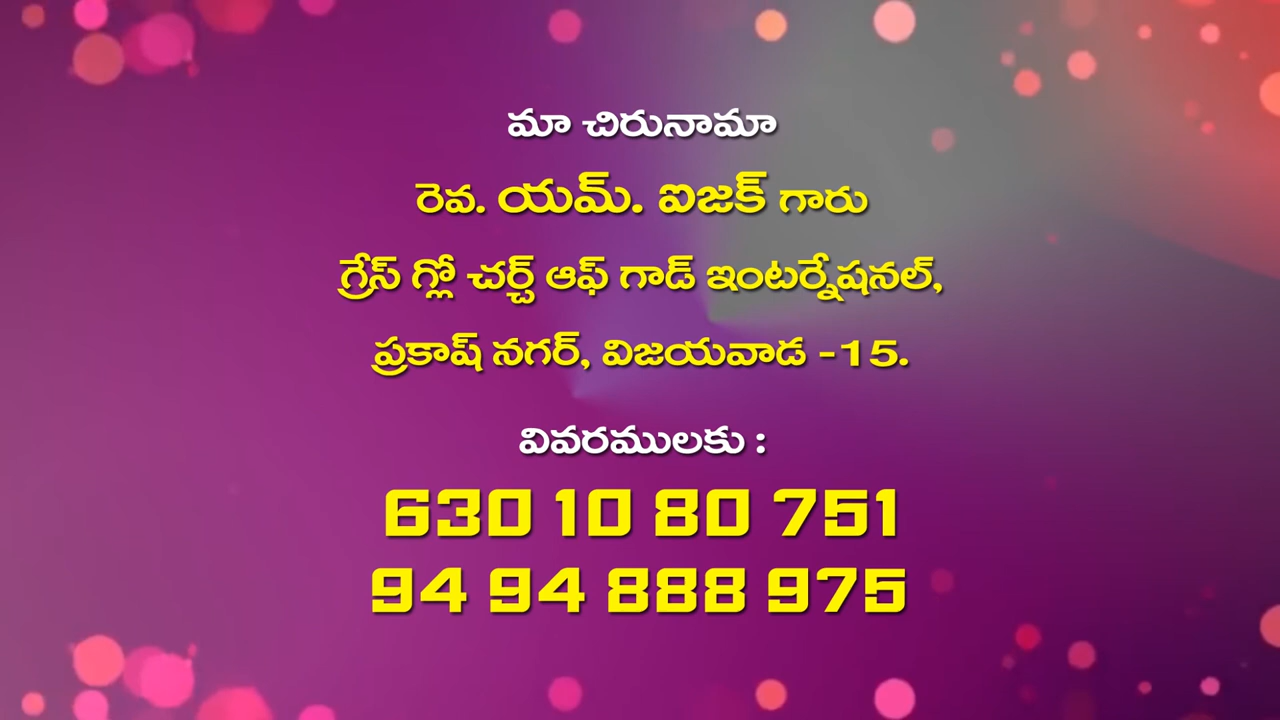 మా చిరునామా
రెవ. యమ్. ఐజక్ గారు
గ్రేస్ గ్లో చర్చ్ ఆఫ్ గాడ్ ఇంటర్నేషనల్,
ప్రకాష్ నగర్, విజయవాడ -15.
వివరములకు :
630 10 80 751
94 94 888 975